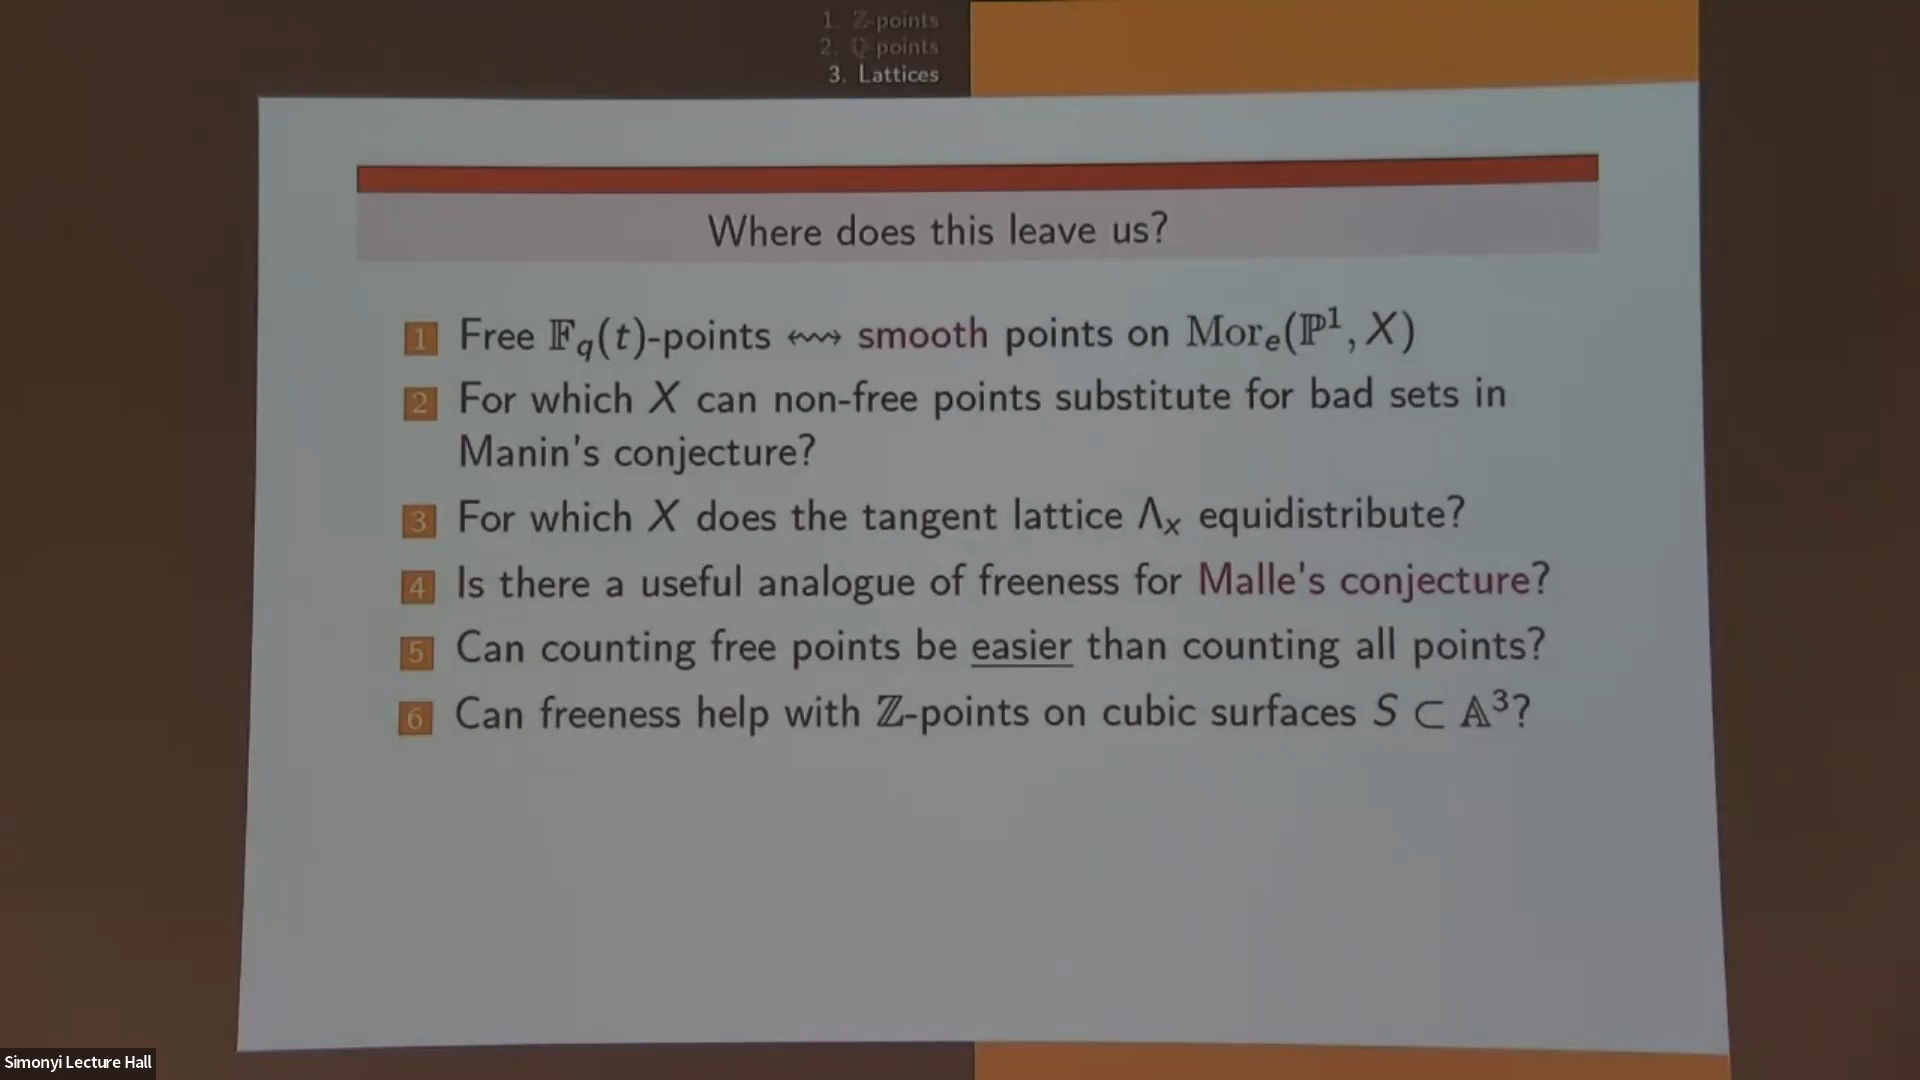 1. ℤ-points
2. ℚ-points
3. Lattices
Where does this leave us?
1 Free 𝔽_q(t)-points ↭ smooth points on Mor_e(ℙ¹, X)
2 For which X can non-free points substitute for bad sets in
Manin's conjecture?
3 For which X does the tangent lattice Λ_x equidistribute?
4 Is there a useful analogue of freeness for Malle's conjecture?
5 Can counting free points be easier than counting all points?
6 Can freeness help with ℤ-points on cubic surfaces S ⊂ 𝔸³?
Simonyi Lecture Hall